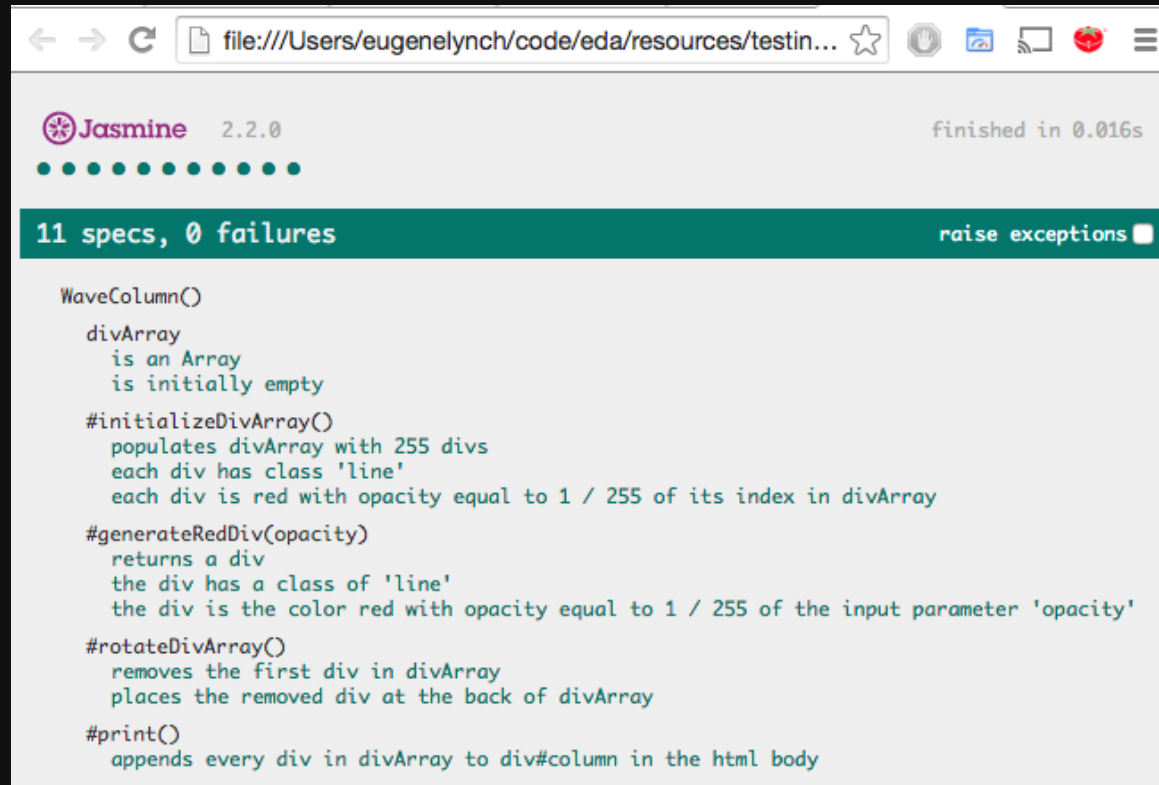 file:///Users/eugenelynch/code/eda/resources/testin...
Jasmine 2.2.0 finished in 0.016s
11 specs, 0 failures raise exceptions
WaveColumn()
divArray
is an Array
is initially empty
#initializeDivArray()
populates divArray with 255 divs
each div has class 'line'
each div is red with opacity equal to 1 / 255 of its index in divArray
#generateRedDiv(opacity)
returns a div
the div has a class of 'line'
the div is the color red with opacity equal to 1 / 255 of the input parameter 'opacity'
#rotateDivArray()
removes the first div in divArray
places the removed div at the back of divArray
#print()
appends every div in divArray to div#column in the html body